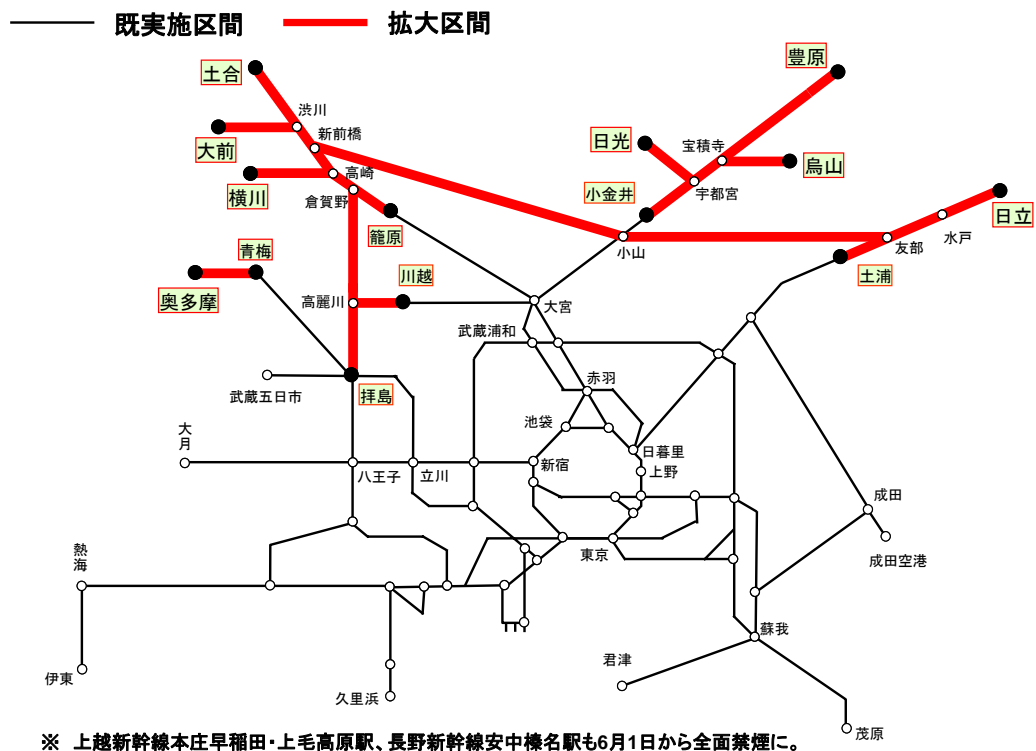 既実施区間 拡大区間
土合
豊原
渋川
新前橋
大前
日光
宝積寺
烏山
高崎
横川
倉賀野
小金井
宇都宮
日立
籠原
小山
友部
水戸
土浦
青梅
奥多摩
川越
高麗川
大宮
武蔵浦和
赤羽
武蔵五日市
拝島
池袋
大月
日暮里
八王子
立川
新宿
上野
成田
東京
成田空港
熱海
蘇我
伊東
久里浜
君津
茂原
※ 上越新幹線本庄早稲田・上毛高原駅、長野新幹線安中榛名駅も6月1日から全面禁煙に。